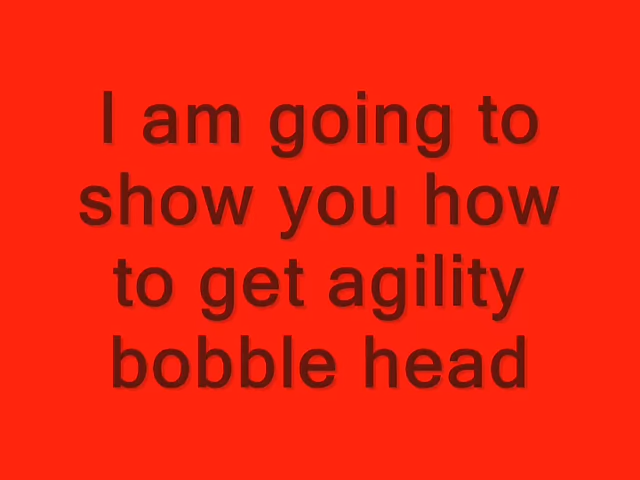 I am going to
show you how
to get agility
bobble head